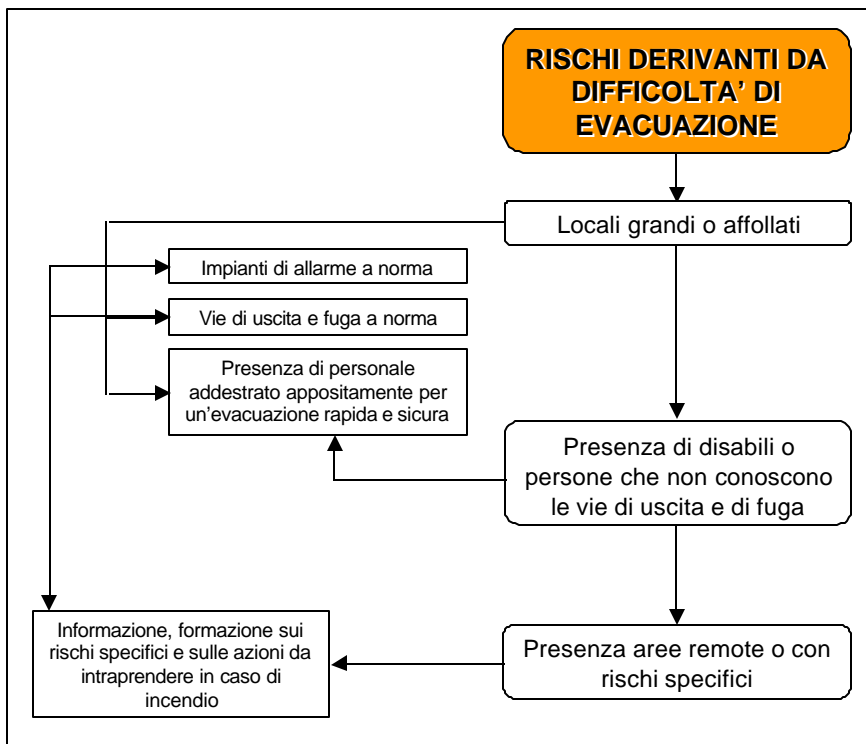 RISCHI DERIVANTI DA
DIFFICOLTA’ DI
EVACUAZIONE
Locali grandi o affollati
Impianti di allarme a norma
Vie di uscita e fuga a norma
Presenza di personale
addestrato appositamente per
un’evacuazione rapida e sicura
Presenza di disabili o
persone che non conoscono
le vie di uscita e di fuga
Informazione, formazione sui
rischi specifici e sulle azioni da
intraprendere in caso di
incendio
Presenza aree remote o con
rischi specifici